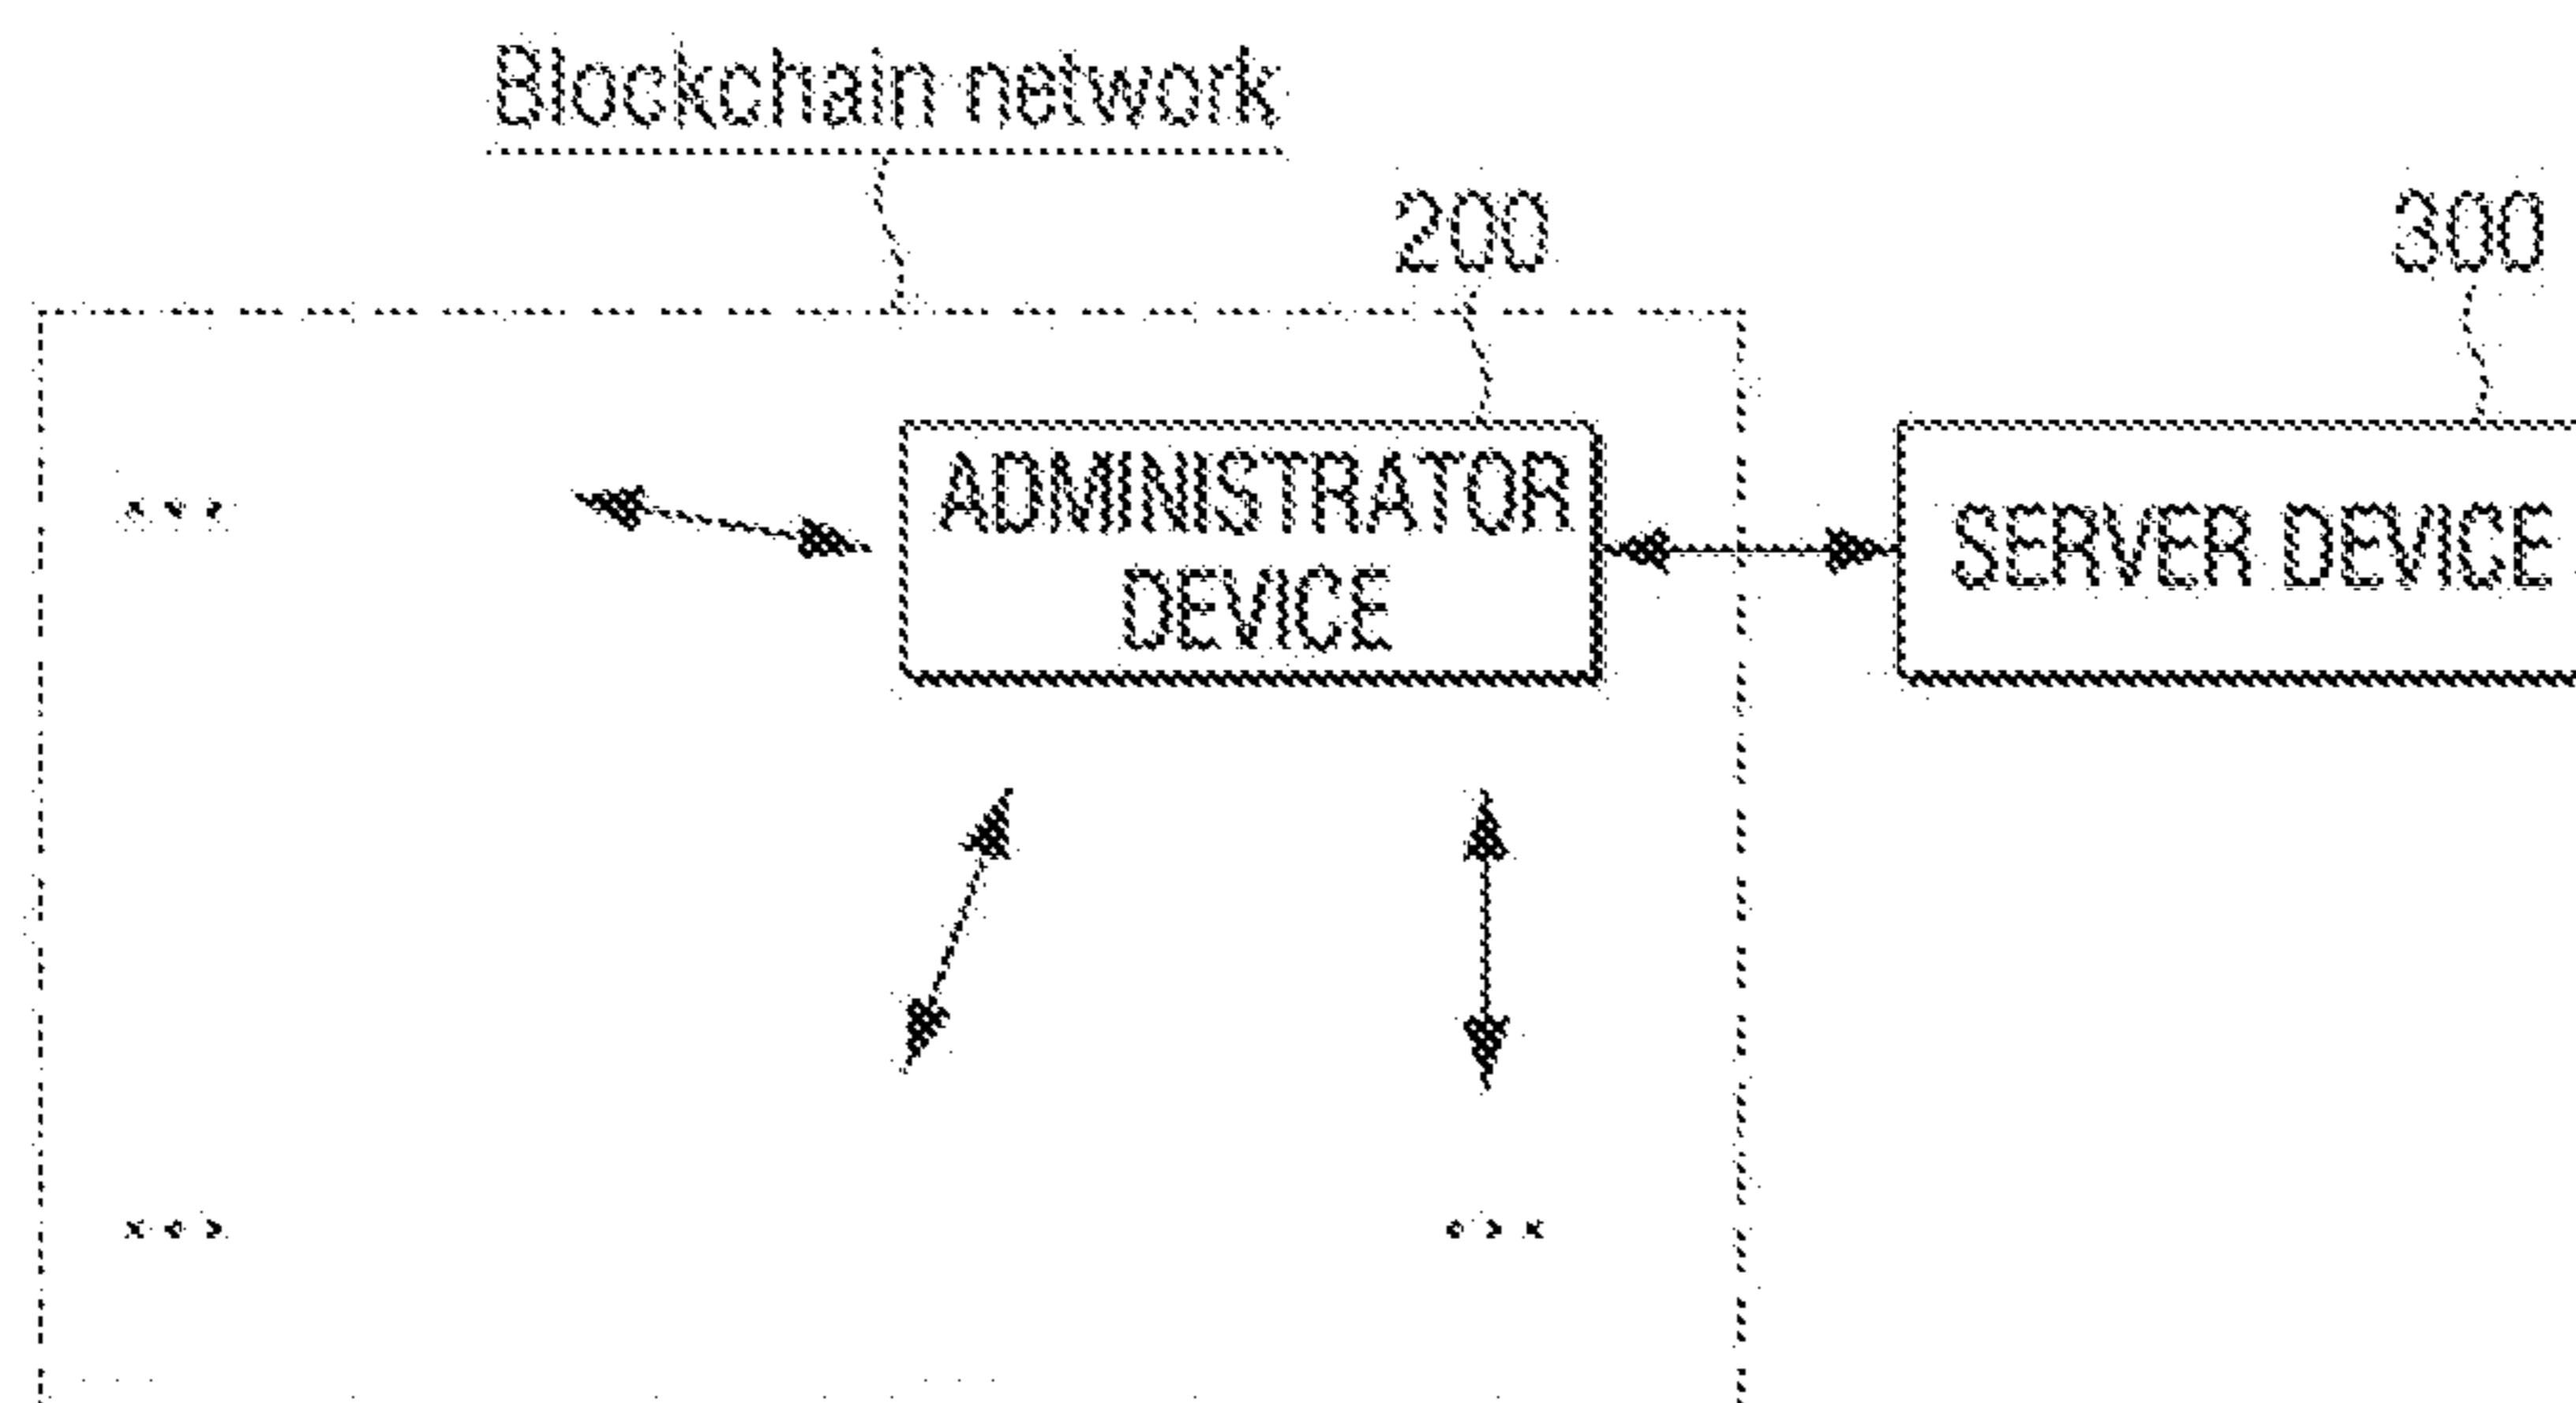 Blockchain network
200
300
ADMINISTRATOR
DEVICE
SERVER DEVICE